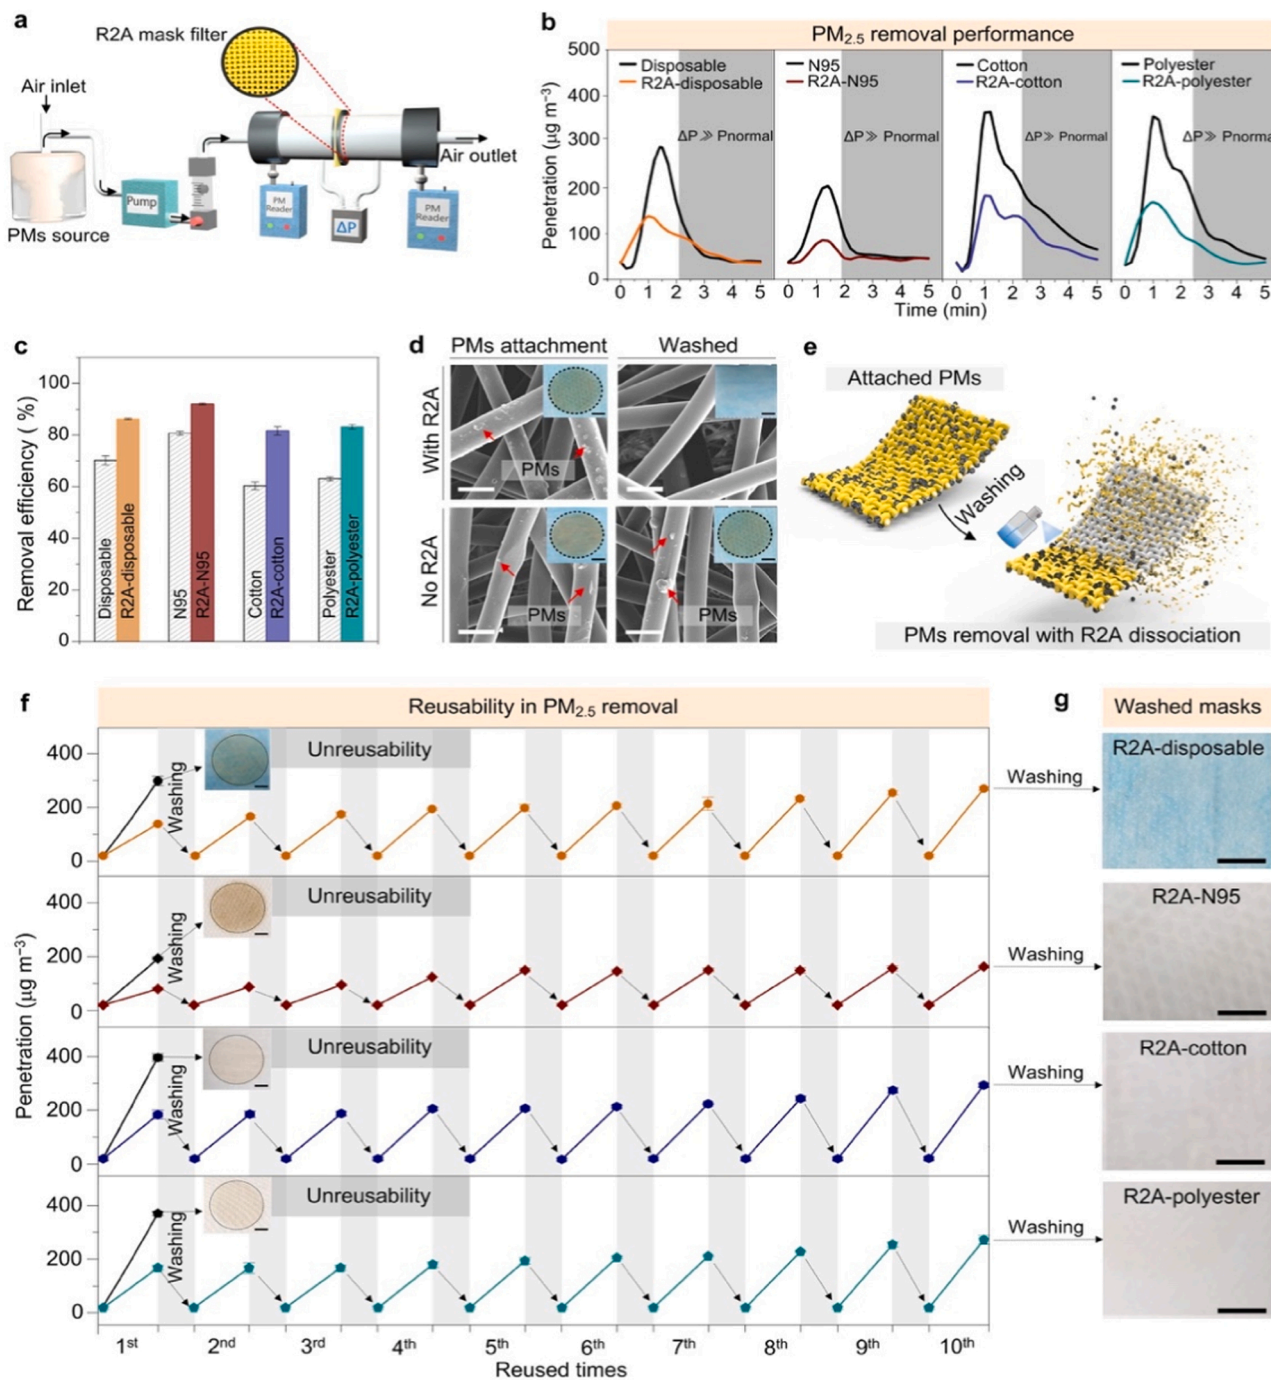 a
R2A mask filter
Air inlet
Air outlet
Pump
PM
Reader
ΔP
PM
Reader
PMs source
b
PM2.5 removal performance
Penetration (µg m⁻³)
500
400
300
200
100
0
Disposable
R2A-disposable
ΔP ≫ Pnormal
N95
R2A-N95
ΔP ≫ Pnormal
Cotton
R2A-cotton
ΔP ≫ Pnormal
Polyester
R2A-polyester
ΔP ≫ Pnorma
0 1 2 3 4 5 0 1 2 3 4 5 0 1 2 3 4 5 0 1 2 3 4 5
Time (min)
c
Removal efficiency ( %)
100
80
60
40
20
0
Disposable
R2A-disposable
N95
R2A-N95
Cotton
R2A-cotton
Polyester
R2A-polyester
d
PMs attachment Washed
With R2A
PMs
No R2A
PMs
PMs
e
Attached PMs
Washing
PMs removal with R2A dissociation
f
Reusability in PM2.5 removal
Penetration (µg m⁻³)
400
200
0
Washing
Unreusability
Washing
400
200
0
Washing
Unreusability
Washing
400
200
0
Washing
Unreusability
Washing
400
200
0
Washing
Unreusability
Washing
1st 2nd 3rd 4th 5th 6th 7th 8th 9th 10th
Reused times
g
Washed masks
R2A-disposable
R2A-N95
R2A-cotton
R2A-polyester